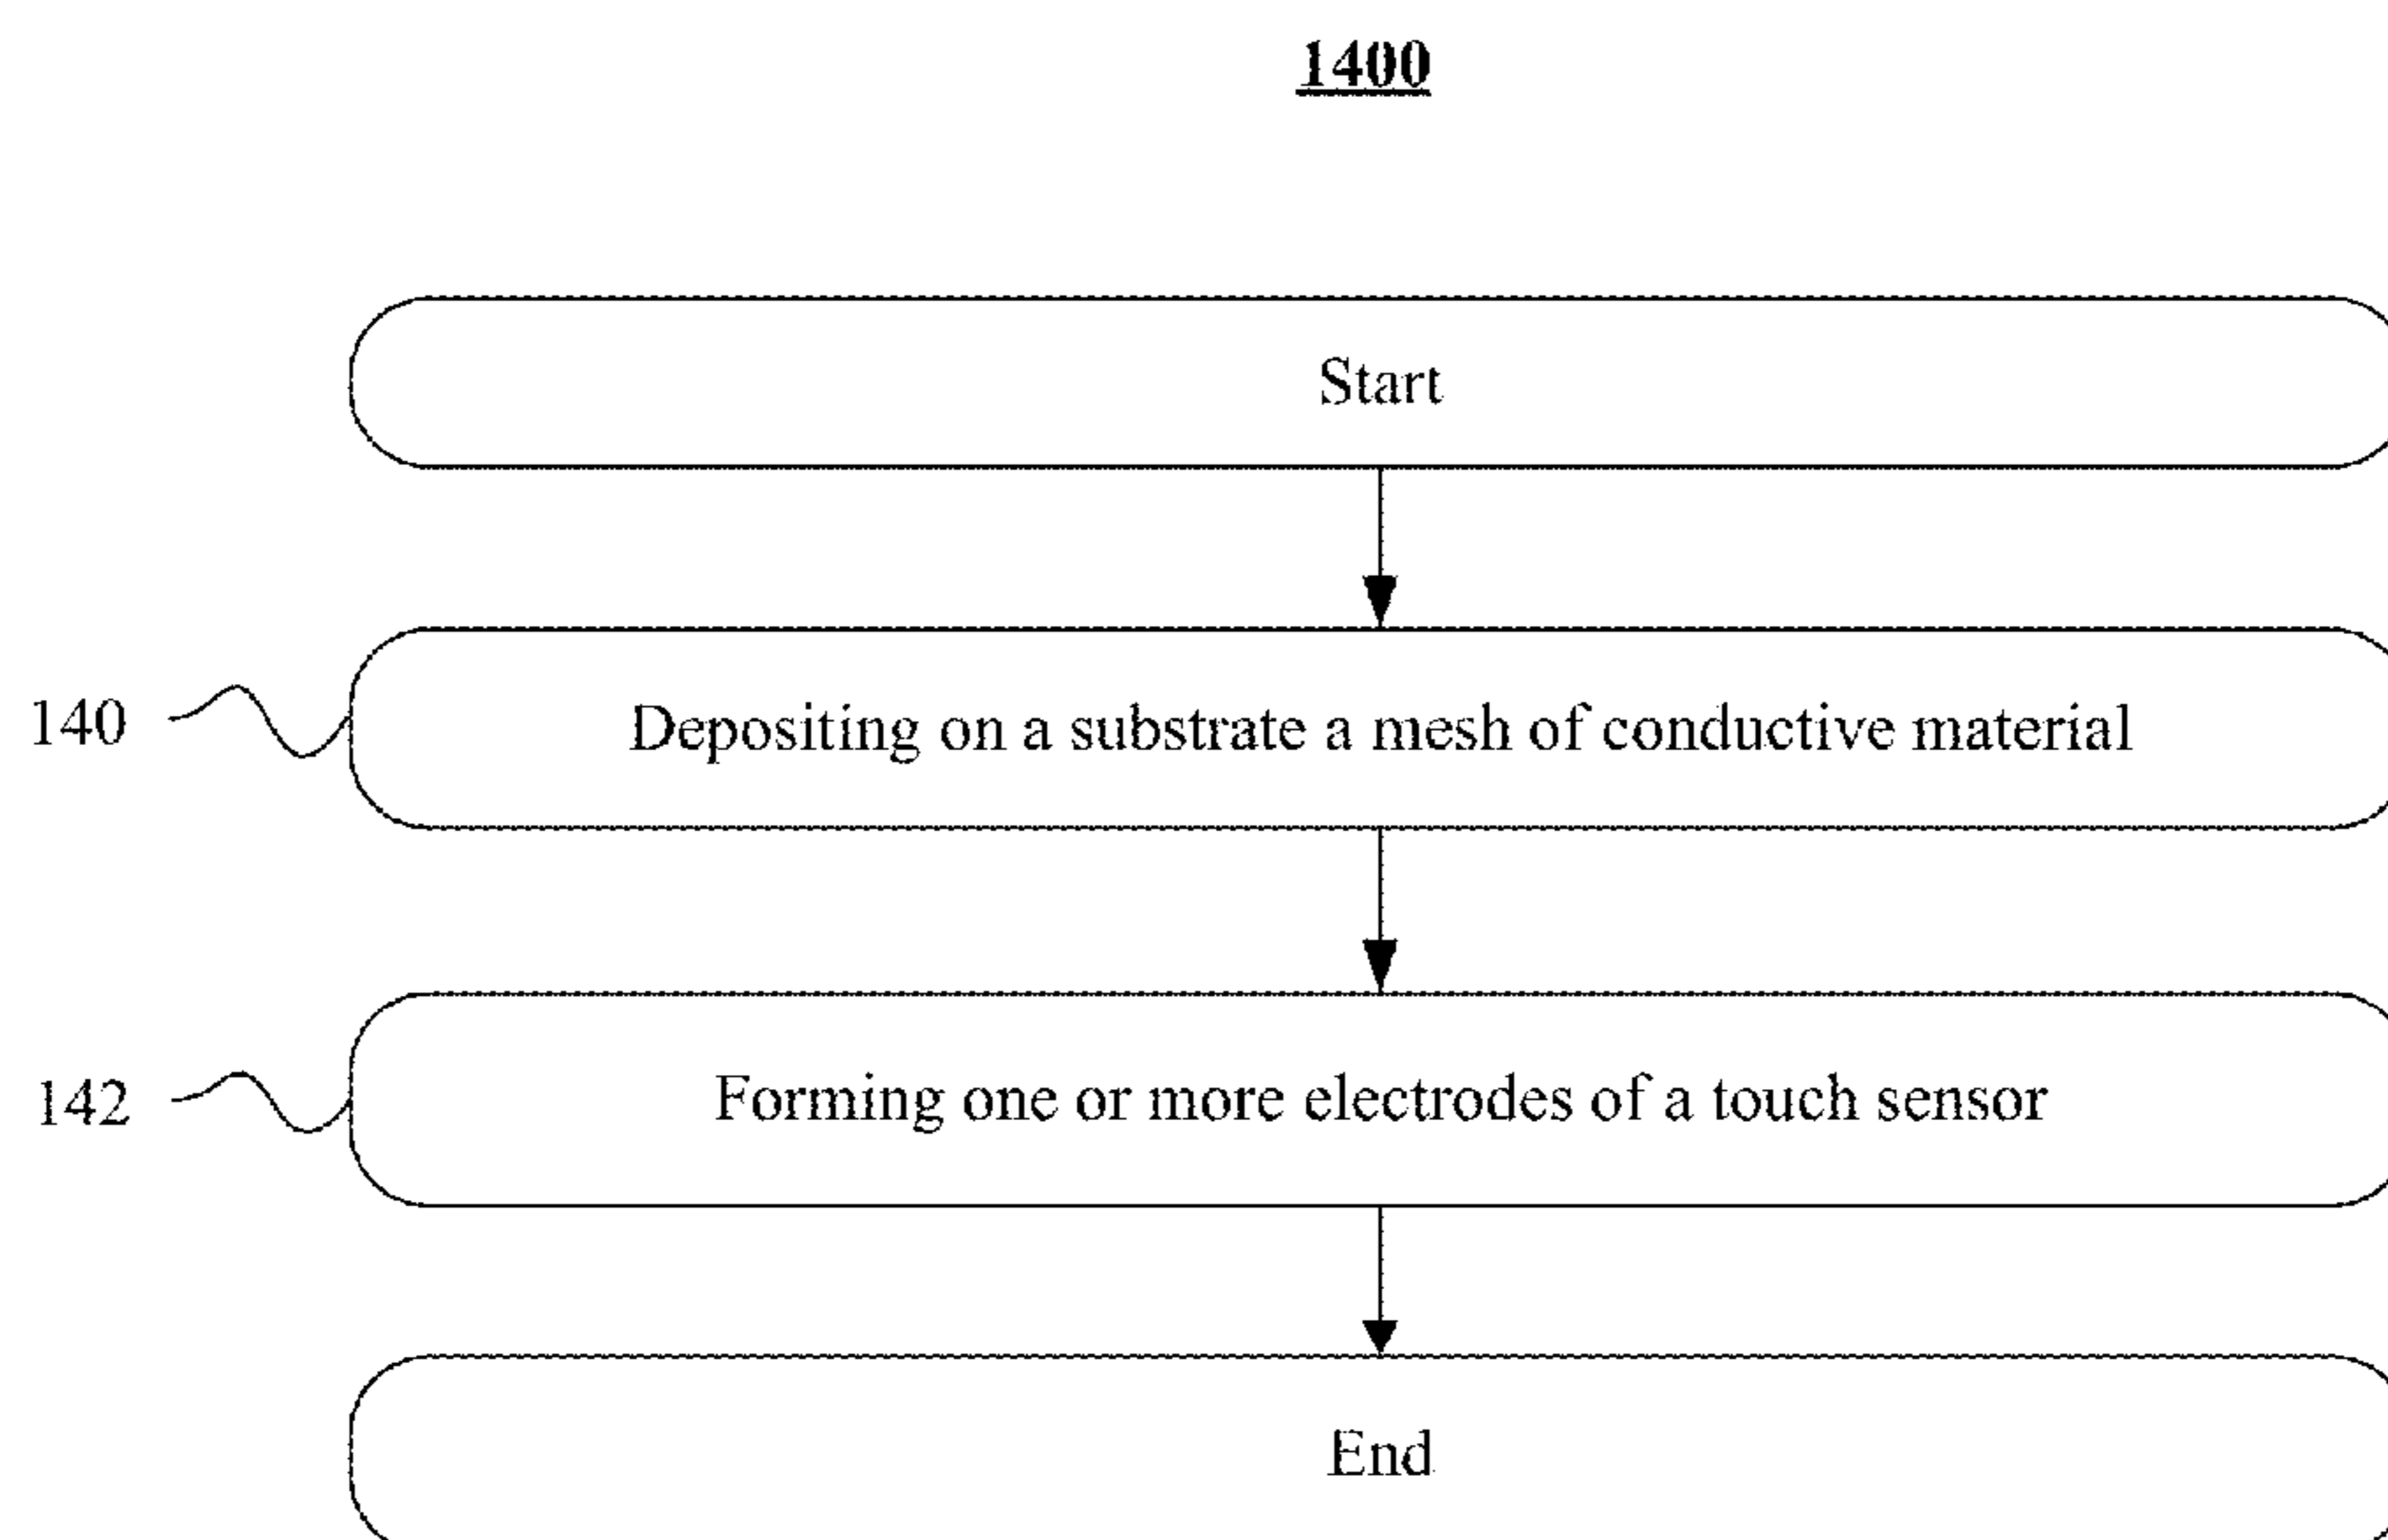 1400
Start
140
Depositing on a substrate a mesh of conductive material
142
Forming one or more electrodes of a touch sensor
End